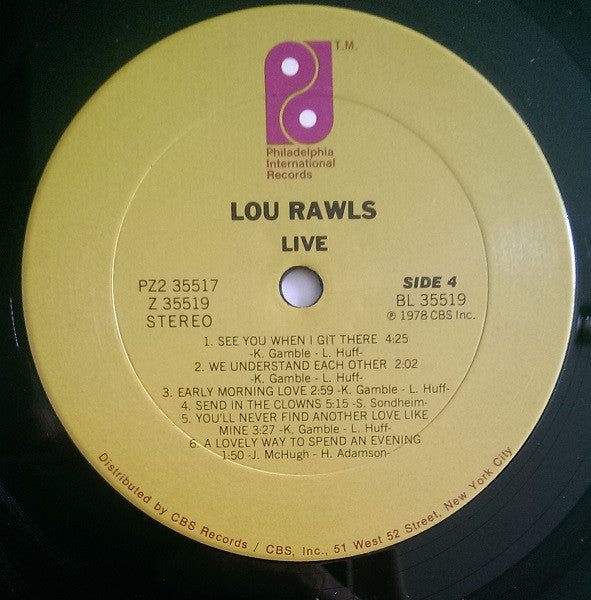 T.M.
Philadelphia
International
Records
LOU RAWLS
LIVE
PZ2 35517
Z 35519
STEREO
SIDE 4
BL 35519
℗ 1978 CBS Inc.
1. SEE YOU WHEN I GIT THERE 4:25
-K. Gamble - L. Huff-
2. WE UNDERSTAND EACH OTHER 2:02
-K. Gamble - L. Huff-
3. EARLY MORNING LOVE 2:59 -K. Gamble - L. Huff-
4. SEND IN THE CLOWNS 5:15 -S. Sondheim-
5. YOU'LL NEVER FIND ANOTHER LOVE LIKE
MINE 3:27 -K. Gamble - L. Huff-
6. A LOVELY WAY TO SPEND AN EVENING
1:50 -J. McHugh - H. Adamson-
Distributed by CBS Records / CBS, Inc., 51 West 52 Street, New York City